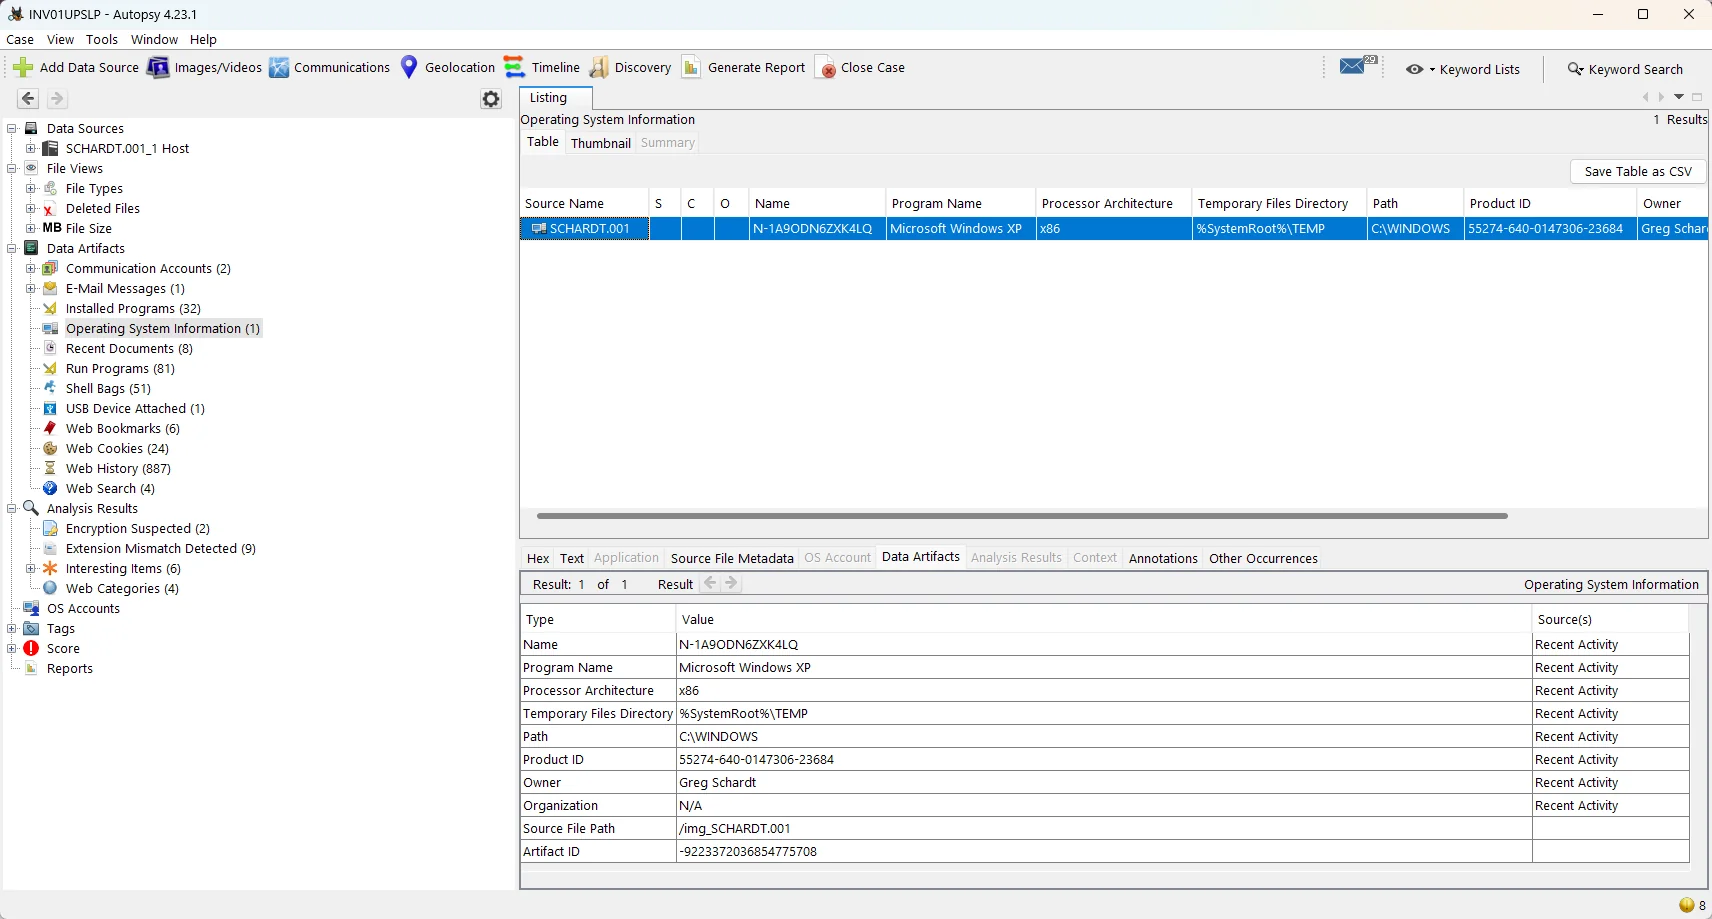 INV01UPSLP - Autopsy 4.23.1
Case View Tools Window Help
Add Data Source Images/Videos Communications Geolocation Timeline Discovery Generate Report Close Case 29 Keyword Lists Keyword Search
Data Sources
SCHARDT.001_1 Host
File Views
File Types
Deleted Files
MB File Size
Data Artifacts
Communication Accounts (2)
E-Mail Messages (1)
Installed Programs (32)
Operating System Information (1)
Recent Documents (8)
Run Programs (81)
Shell Bags (51)
USB Device Attached (1)
Web Bookmarks (6)
Web Cookies (24)
Web History (887)
Web Search (4)
Analysis Results
Encryption Suspected (2)
Extension Mismatch Detected (9)
Interesting Items (6)
Web Categories (4)
OS Accounts
Tags
Score
Reports
Listing
Operating System Information 1 Results
Table Thumbnail Summary
Save Table as CSV
Source Name S C O Name Program Name Processor Architecture Temporary Files Directory Path Product ID Owner
SCHARDT.001 N-1A9ODN6ZXK4LQ Microsoft Windows XP x86 %SystemRoot%\TEMP C:\WINDOWS 55274-640-0147306-23684 Greg Schar
Hex Text Application Source File Metadata OS Account Data Artifacts Analysis Results Context Annotations Other Occurrences
Result: 1 of 1 Result Operating System Information
Type Value Source(s)
Name N-1A9ODN6ZXK4LQ Recent Activity
Program Name Microsoft Windows XP Recent Activity
Processor Architecture x86 Recent Activity
Temporary Files Directory %SystemRoot%\TEMP Recent Activity
Path C:\WINDOWS Recent Activity
Product ID 55274-640-0147306-23684 Recent Activity
Owner Greg Schardt Recent Activity
Organization N/A Recent Activity
Source File Path /img_SCHARDT.001
Artifact ID -9223372036854775708
8